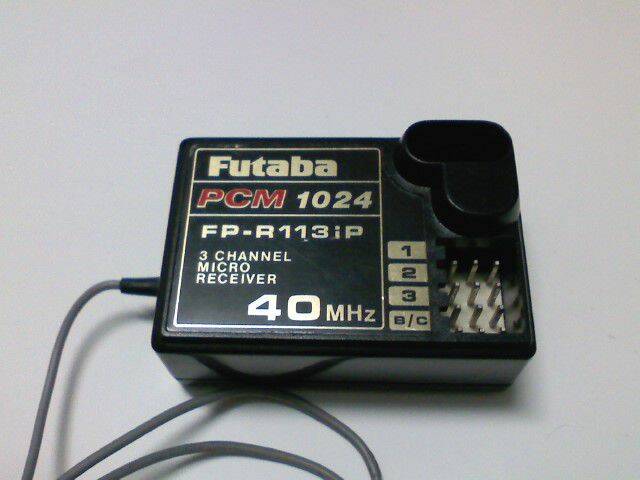 Futaba
PCM 1024
FP-R113iP
3 CHANNEL
MICRO
RECEIVER
40 MHz
1
2
3
B/C